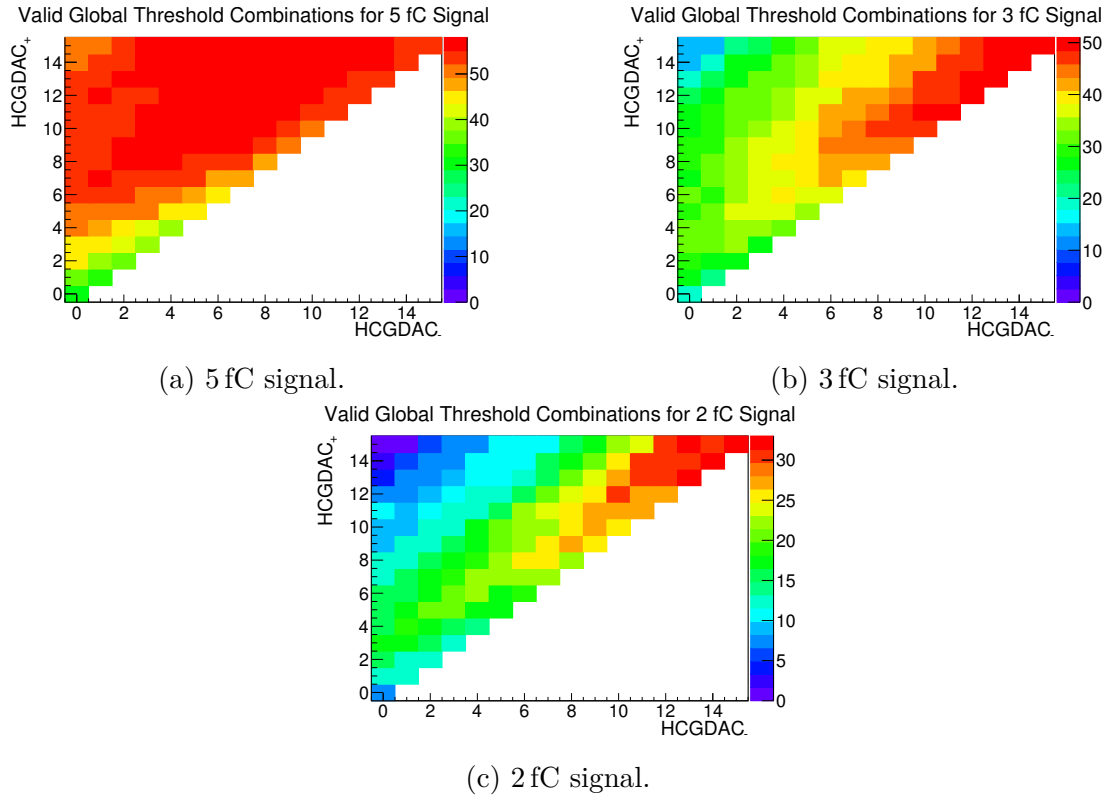 Valid Global Threshold Combinations for 5 fC Signal
HCGDAC+
14
12
10
8
6
4
2
0
0 2 4 6 8 10 12 14
HCGDAC-
50
40
30
20
10
0
(a) 5 fC signal.
Valid Global Threshold Combinations for 3 fC Signal
HCGDAC+
14
12
10
8
6
4
2
0
0 2 4 6 8 10 12 14
HCGDAC-
50
40
30
20
10
0
(b) 3 fC signal.
Valid Global Threshold Combinations for 2 fC Signal
HCGDAC+
14
12
10
8
6
4
2
0
0 2 4 6 8 10 12 14
HCGDAC-
30
25
20
15
10
5
0
(c) 2 fC signal.